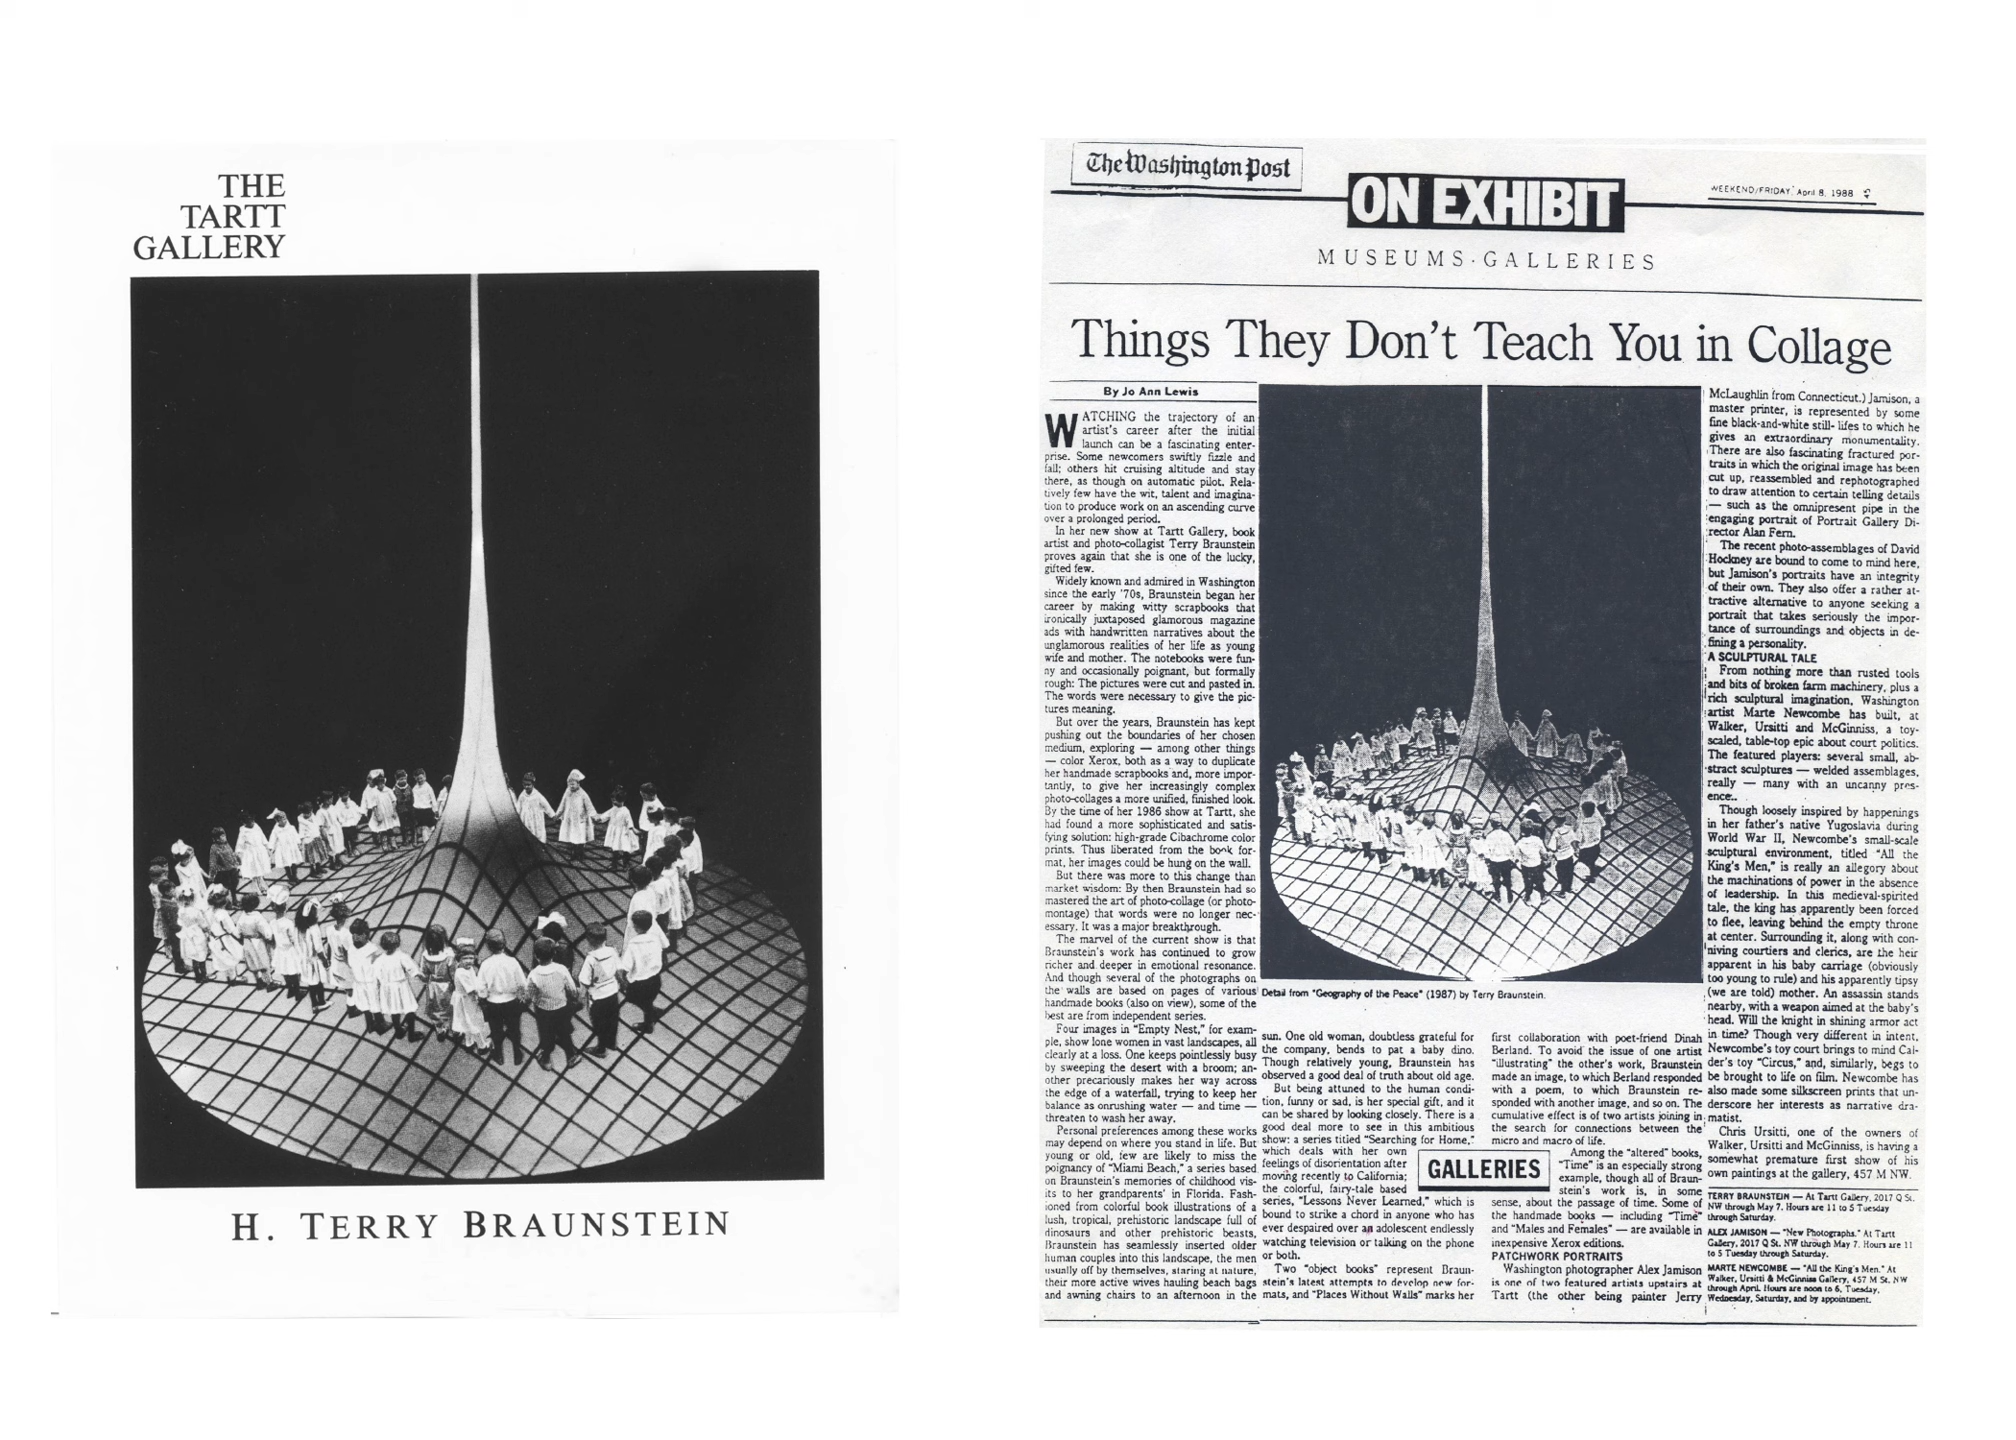 THE
TARTT
GALLERY
H. TERRY BRAUNSTEIN
The Washington Post
ON EXHIBIT
WEEKEND/FRIDAY, April 8, 1988
MUSEUMS·GALLERIES
Things They Don't Teach You in Collage
By Jo Ann Lewis
WATCHING the trajectory of an
artist's career after the initial
launch can be a fascinating enter-
prise. Some newcomers swiftly fizzle and
fall; others hit cruising altitude and stay
there, as though on automatic pilot. Rela-
tively few have the wit, talent and imagina-
tion to produce work on an ascending curve
over a prolonged period.
In her new show at Tartt Gallery, book
artist and photo-collagist Terry Braunstein
proves again that she is one of the lucky,
gifted few.
Widely known and admired in Washington
since the early '70s, Braunstein began her
career by making witty scrapbooks that
ironically juxtaposed glamorous magazine
ads with handwritten narratives about the
unglamorous realities of her life as young
wife and mother. The notebooks were fun-
ny and occasionally poignant, but formally
rough: The pictures were cut and pasted in.
The words were necessary to give the pic-
tures meaning.
But over the years, Braunstein has kept
pushing out the boundaries of her chosen
medium, exploring — among other things
— color Xerox, both as a way to duplicate
her handmade scrapbooks and, more impor-
tantly, to give her increasingly complex
photo-collages a more unified, finished look.
By the time of her 1986 show at Tartt, she
had found a more sophisticated and satis-
fying solution: high-grade Cibachrome color
prints. Thus liberated from the book for-
mat, her images could be hung on the wall.
But there was more to this change than
market wisdom: By then Braunstein had so
mastered the art of photo-collage (or photo-
montage) that words were no longer nec-
essary. It was a major breakthrough.
The marvel of the current show is that
Braunstein's work has continued to grow
richer and deeper in emotional resonance.
And though several of the photographs on
the walls are based on pages of various
handmade books (also on view), some of the
best are from independent series.
Four images in "Empty Nest," for exam-
ple, show lone women in vast landscapes, all
clearly at a loss. One keeps pointlessly busy
by sweeping the desert with a broom; an-
other precariously makes her way across
the edge of a waterfall, trying to keep her
balance as onrushing water — and time —
threaten to wash her away.
Personal preferences among these works
may depend on where you stand in life. But
young or old, few are likely to miss the
poignancy of "Miami Beach," a series based
on Braunstein's memories of childhood vis-
its to her grandparents' in Florida. Fash-
ioned from colorful book illustrations of a
lush, tropical, prehistoric landscape full of
dinosaurs and other prehistoric beasts,
Braunstein has seamlessly inserted older
human couples into this landscape, the men
usually off by themselves, staring at nature,
their more active wives hauling beach bags
and awning chairs to an afternoon in the
Detail from "Geography of the Peace" (1987) by Terry Braunstein.
sun. One old woman, doubtless grateful for
the company, bends to pat a baby dino.
Though relatively young, Braunstein has
observed a good deal of truth about old age.
But being attuned to the human condi-
tion, funny or sad, is her special gift, and it
can be shared by looking closely. There is a
good deal more to see in this ambitious
show: a series titled "Searching for Home,"
which deals with her own
feelings of disorientation after
moving recently to California;
the colorful, fairy-tale based
series, "Lessons Never Learned," which is
bound to strike a chord in anyone who has
ever despaired over an adolescent endlessly
watching television or talking on the phone
or both.
Two "object books" represent Braun-
stein's latest attempts to develop new for-
mats, and "Places Without Walls" marks her
GALLERIES
first collaboration with poet-friend Dinah
Berland. To avoid the issue of one artist
"illustrating" the other's work, Braunstein
made an image, to which Berland responded
with a poem, to which Braunstein re-
sponded with another image, and so on. The
cumulative effect is of two artists joining in
the search for connections between the
micro and macro of life.
Among the "altered" books,
"Time" is an especially strong
example, though all of Braun-
stein's work is, in some
sense, about the passage of time. Some of
the handmade books — including "Time"
and "Males and Females" — are available in
inexpensive Xerox editions.
PATCHWORK PORTRAITS
Washington photographer Alex Jamison
is one of two featured artists upstairs at
Tartt (the other being painter Jerry
McLaughlin from Connecticut.) Jamison, a
master printer, is represented by some
fine black-and-white still- lifes to which he
gives an extraordinary monumentality.
There are also fascinating fractured por-
traits in which the original image has been
cut up, reassembled and rephotographed
to draw attention to certain telling details
— such as the omnipresent pipe in the
engaging portrait of Portrait Gallery Di-
rector Alan Fern.
The recent photo-assemblages of David
Hockney are bound to come to mind here,
but Jamison's portraits have an integrity
of their own. They also offer a rather at-
tractive alternative to anyone seeking a
portrait that takes seriously the impor-
tance of surroundings and objects in de-
fining a personality.
A SCULPTURAL TALE
From nothing more than rusted tools
and bits of broken farm machinery, plus a
rich sculptural imagination, Washington
artist Marte Newcombe has built, at
Walker, Ursitti and McGinniss, a toy-
scaled, table-top epic about court politics.
The featured players: several small, ab-
stract sculptures — welded assemblages,
really — many with an uncanny pres-
ence..
Though loosely inspired by happenings
in her father's native Yugoslavia during
World War II, Newcombe's small-scale
sculptural environment, titled "All the
King's Men," is really an allegory about
the machinations of power in the absence
of leadership. In this medieval-spirited
tale, the king has apparently been forced
to flee, leaving behind the empty throne
at center. Surrounding it, along with con-
niving courtiers and clerics, are the heir
apparent in his baby carriage (obviously
too young to rule) and his apparently tipsy
(we are told) mother. An assassin stands
nearby, with a weapon aimed at the baby's
head. Will the knight in shining armor act
in time? Though very different in intent,
Newcombe's toy court brings to mind Cal-
der's toy "Circus," and, similarly, begs to
be brought to life on film. Newcombe has
also made some silkscreen prints that un-
derscore her interests as narrative dra-
matist.
Chris Ursitti, one of the owners of
Walker, Ursitti and McGinniss, is having a
somewhat premature first show of his
own paintings at the gallery, 457 M NW.
TERRY BRAUNSTEIN — At Tartt Gallery, 2017 Q St.
NW through May 7. Hours are 11 to 5 Tuesday
through Saturday.
ALEX JAMISON — "New Photographs." At Tartt
Gallery, 2017 Q St. NW through May 7. Hours are 11
to 5 Tuesday through Saturday.
MARTE NEWCOMBE — "All the King's Men." At
Walker, Ursitti & McGinniss Gallery, 457 M St. NW
through April. Hours are noon to 6, Tuesday,
Wednesday, Saturday, and by appointment.